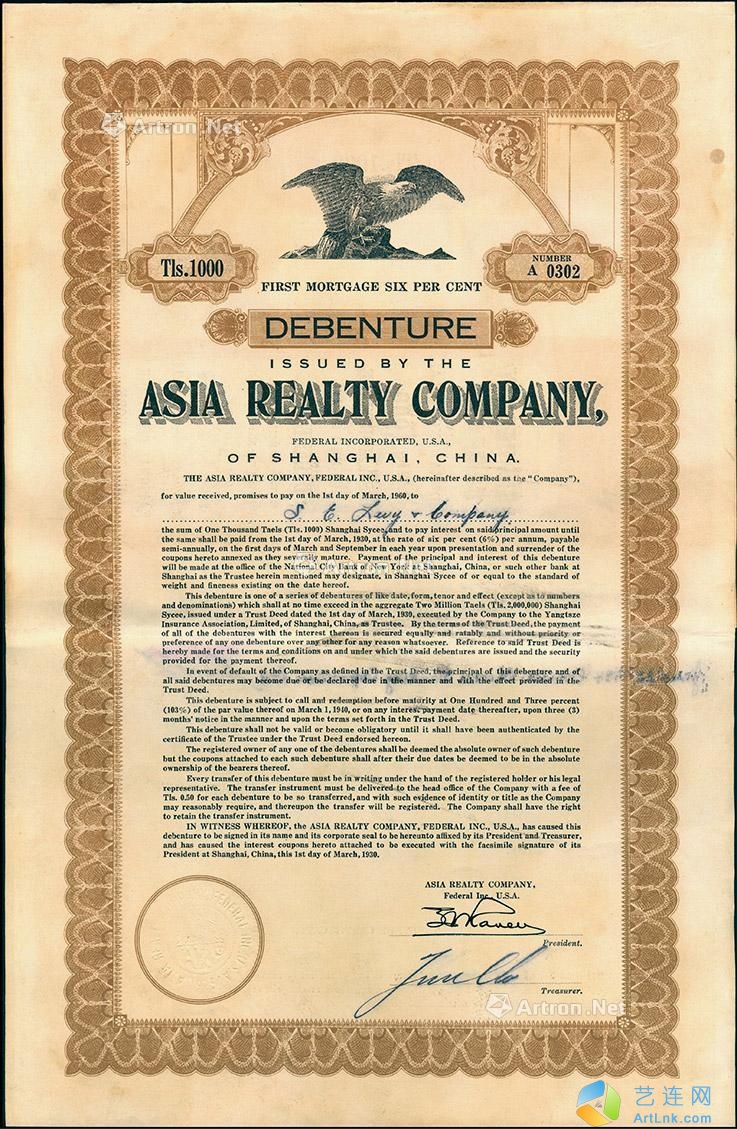 Artron.Net
Tls.1000
NUMBER
A 0302
FIRST MORTGAGE SIX PER CENT
DEBENTURE
ISSUED BY THE
ASIA REALTY COMPANY,
FEDERAL INCORPORATED, U.S.A.,
OF SHANGHAI, CHINA.
THE ASIA REALTY COMPANY, FEDERAL INC., U.S.A., (hereinafter described as the "Company"),
for value received, promises to pay on the 1st day of March, 1960, to
S. E. Levy & Company
the sum of One Thousand Taels (Tls. 1000) Shanghai Sycee, and to pay interest on said principal amount until
the same shall be paid from the 1st day of March, 1930, at the rate of six per cent (6%) per annum, payable
semi-annually, on the first days of March and September in each year upon presentation and surrender of the
coupons hereto annexed as they severally mature. Payment of the principal and interest of this debenture
will be made at the office of the National City Bank of New York at Shanghai, China, or such other bank at
Shanghai as the Trustee herein mentioned may designate, in Shanghai Sycee of or equal to the standard of
weight and fineness existing on the date hereof.
This debenture is one of a series of debentures of like date, form, tenor and effect (except as to numbers
and denominations) which shall at no time exceed in the aggregate Two Million Taels (Tls. 2,000,000) Shanghai
Sycee, issued under a Trust Deed dated the 1st day of March, 1930, executed by the Company to the Yangtsze
Insurance Association, Limited, of Shanghai, China, as Trustee. By the terms of the Trust Deed, the payment
of all of the debentures with the interest thereon is secured equally and ratably and without priority or
preference of any one debenture over any other for any reason whatsoever. Reference to said Trust Deed is
hereby made for the terms and conditions on and under which the said debentures are issued and the security
provided for the payment thereof.
In event of default of the Company as defined in the Trust Deed, the principal of this debenture and of
all said debentures may become due or be declared due in the manner and with the effect provided in the
Trust Deed.
This debenture is subject to call and redemption before maturity at One Hundred and Three percent
(103%) of the par value thereof on March 1, 1940, or on any interest payment date thereafter, upon three (3)
months' notice in the manner and upon the terms set forth in the Trust Deed.
This debenture shall not be valid or become obligatory until it shall have been authenticated by the
certificate of the Trustee under the Trust Deed endorsed hereon.
The registered owner of any one of the debentures shall be deemed the absolute owner of such debenture
but the coupons attached to each such debenture shall after their due dates be deemed to be in the absolute
ownership of the bearers thereof.
Every transfer of this debenture must be in writing under the hand of the registered holder or his legal
representative. The transfer instrument must be delivered to the head office of the Company with a fee of
Tls. 0.50 for each debenture to be so transferred, and with such evidence of identity or title as the Company
may reasonably require, and thereupon the transfer will be registered. The Company shall have the right
to retain the transfer instrument.
IN WITNESS WHEREOF, the ASIA REALTY COMPANY, FEDERAL INC., U.S.A., has caused this
debenture to be signed in its name and its corporate seal to be hereunto affixed by its President and Treasurer,
and has caused the interest coupons hereto attached to be executed with the facsimile signature of its
President at Shanghai, China, this 1st day of March, 1930.
ASIA REALTY COMPANY,
Federal Inc., U.S.A.
President.
Treasurer.
Artron.Net
艺连网
ArtLnk.com